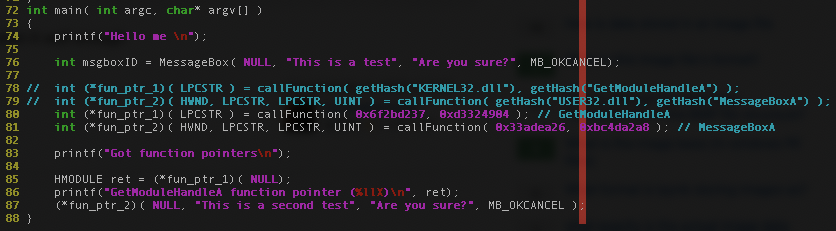 72 int main( int argc, char* argv[] )
73 {
74     printf("Hello me \n");
75
76     int msgboxID = MessageBox( NULL, "This is a test", "Are you sure?", MB_OKCANCEL);
77
78 //  int (*fun_ptr_1)( LPCSTR ) = callFunction( getHash("KERNEL32.dll"), getHash("GetModuleHandleA") );
79 //  int (*fun_ptr_2)( HWND, LPCSTR, LPCSTR, UINT ) = callFunction( getHash("USER32.dll"), getHash("MessageBoxA") );
80     int (*fun_ptr_1)( LPCSTR ) = callFunction( 0x6f2bd237, 0xd3324904 ); // GetModuleHandleA
81     int (*fun_ptr_2)( HWND, LPCSTR, LPCSTR, UINT ) = callFunction( 0x33adea26, 0xbc4da2a8 ); // MessageBoxA
82
83     printf("Got function pointers\n");
84
85     HMODULE ret = (*fun_ptr_1)( NULL);
86     printf("GetModuleHandleA function pointer (%llX)\n", ret);
87     (*fun_ptr_2)( NULL, "This is a second test", "Are you sure?", MB_OKCANCEL );
88 }